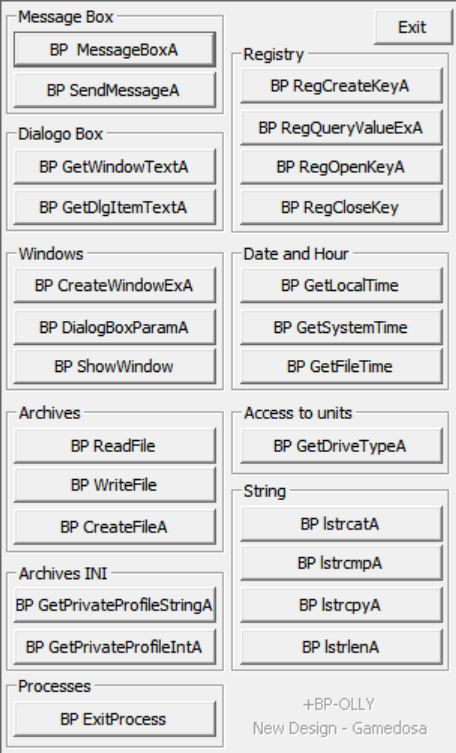 Message Box
BP  MessageBoxA
BP SendMessageA
Dialogo Box
BP GetWindowTextA
BP GetDlgItemTextA
Windows
BP CreateWindowExA
BP DialogBoxParamA
BP ShowWindow
Archives
BP ReadFile
BP WriteFile
BP CreateFileA
Archives INI
BP GetPrivateProfileStringA
BP GetPrivateProfileIntA
Processes
BP ExitProcess
Exit
Registry
BP RegCreateKeyA
BP RegQueryValueExA
BP RegOpenKeyA
BP RegCloseKey
Date and Hour
BP GetLocalTime
BP GetSystemTime
BP GetFileTime
Access to units
BP GetDriveTypeA
String
BP lstrcatA
BP lstrcmpA
BP lstrcpyA
BP lstrlenA
+BP-OLLY
New Design - Gamedosa